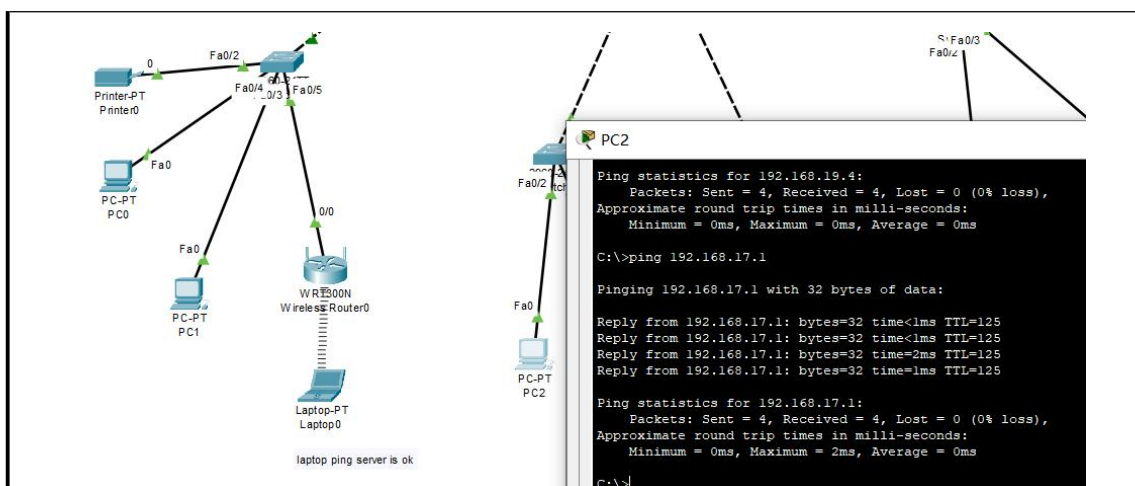 Fa0/2
0
Fa0/4
Fa0/5
Printer-PT
Printer0
Fa0
PC-PT
PC0
0/0
Fa0
PC-PT
PC1
WRT300N
Wireless Router0
Laptop-PT
Laptop0
laptop ping server is ok
Fa0/2
Fa0
PC-PT
PC2
Fa0/3
Fa0/2
PC2
Ping statistics for 192.168.19.4:
Packets: Sent = 4, Received = 4, Lost = 0 (0% loss),
Approximate round trip times in milli-seconds:
Minimum = 0ms, Maximum = 0ms, Average = 0ms
C:\>ping 192.168.17.1
Pinging 192.168.17.1 with 32 bytes of data:
Reply from 192.168.17.1: bytes=32 time<1ms TTL=125
Reply from 192.168.17.1: bytes=32 time<1ms TTL=125
Reply from 192.168.17.1: bytes=32 time=2ms TTL=125
Reply from 192.168.17.1: bytes=32 time=1ms TTL=125
Ping statistics for 192.168.17.1:
Packets: Sent = 4, Received = 4, Lost = 0 (0% loss),
Approximate round trip times in milli-seconds:
Minimum = 0ms, Maximum = 2ms, Average = 0ms
C:\>